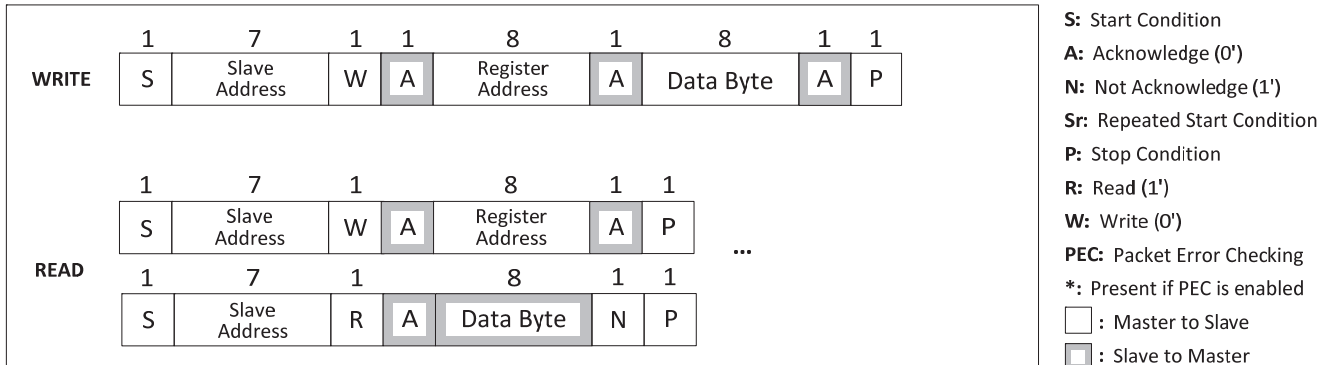 1 7 1 1 8 1 8 1 1
WRITE S Slave Address W A Register Address A Data Byte A P
1 7 1 8 1 1
S Slave Address W A Register Address A P
...
READ
1 7 1 8 1 1
S Slave Address R A Data Byte N P
S: Start Condition
A: Acknowledge (0')
N: Not Acknowledge (1')
Sr: Repeated Start Condition
P: Stop Condition
R: Read (1')
W: Write (0')
PEC: Packet Error Checking
*: Present if PEC is enabled
: Master to Slave
: Slave to Master